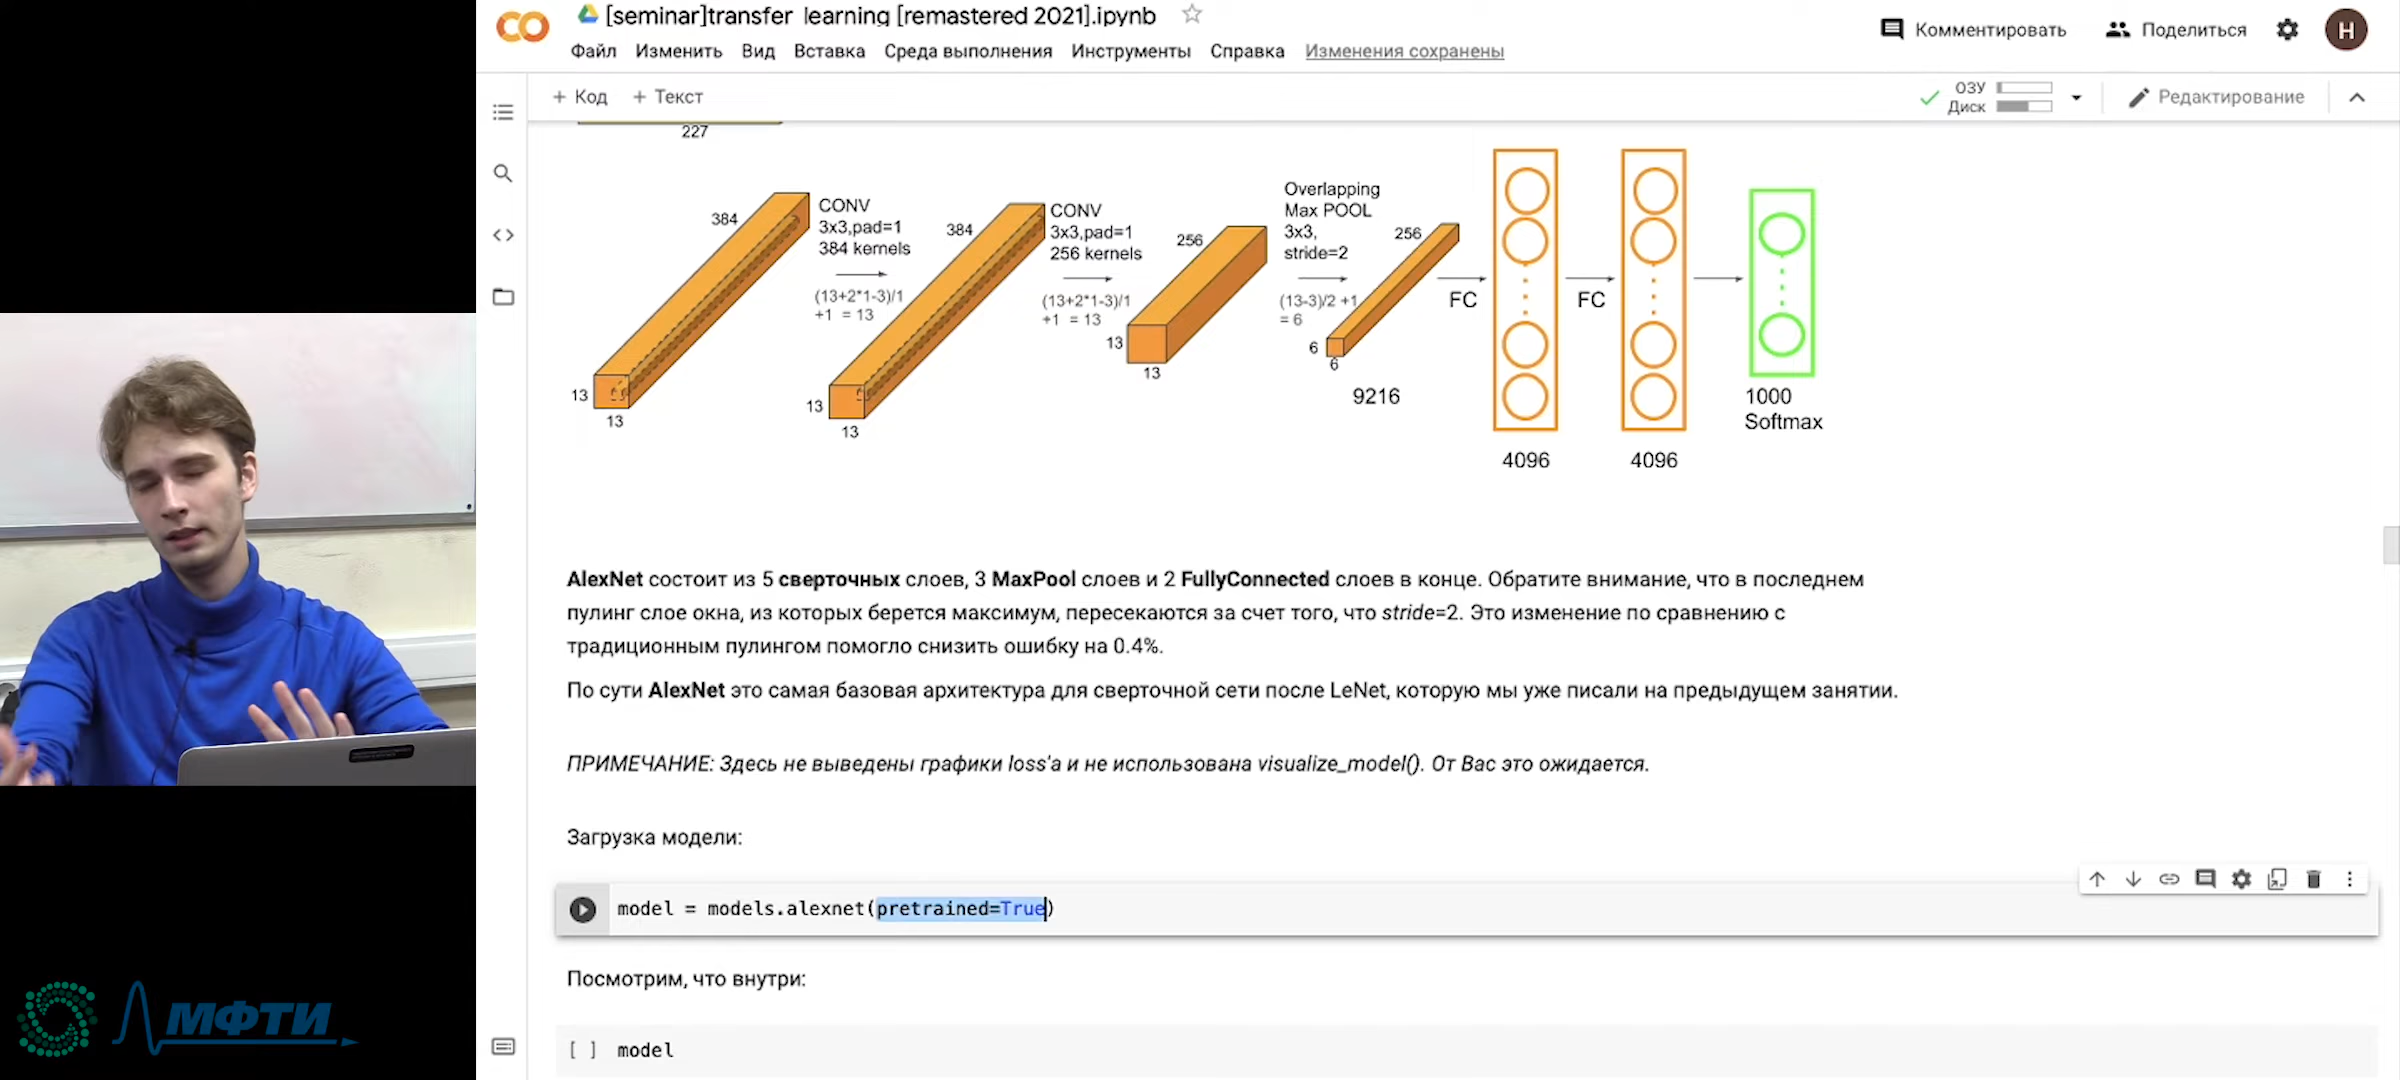 [seminar]transfer_learning [remastered 2021].ipynb
Файл Изменить Вид Вставка Среда выполнения Инструменты Справка Изменения сохранены
Комментировать
Поделиться
H
+ Код + Текст
ОЗУ
Диск
Редактирование
227
384
13
13
CONV
3x3,pad=1
384 kernels
(13+2*1-3)/1
+1 = 13
384
13
13
CONV
3x3,pad=1
256 kernels
(13+2*1-3)/1
+1 = 13
256
13
13
Overlapping
Max POOL
3x3,
stride=2
(13-3)/2 +1
= 6
256
6
6
9216
FC
4096
FC
4096
1000
Softmax
AlexNet состоит из 5 сверточных слоев, 3 MaxPool слоев и 2 FullyConnected слоев в конце. Обратите внимание, что в последнем
пулинг слое окна, из которых берется максимум, пересекаются за счет того, что stride=2. Это изменение по сравнению с
традиционным пулингом помогло снизить ошибку на 0.4%.
По сути AlexNet это самая базовая архитектура для сверточной сети после LeNet, которую мы уже писали на предыдущем занятии.
ПРИМЕЧАНИЕ: Здесь не выведены графики loss'a и не использована visualize_model(). От Вас это ожидается.
Загрузка модели:
model = models.alexnet(pretrained=True)
Посмотрим, что внутри:
[ ] model
МФТИ